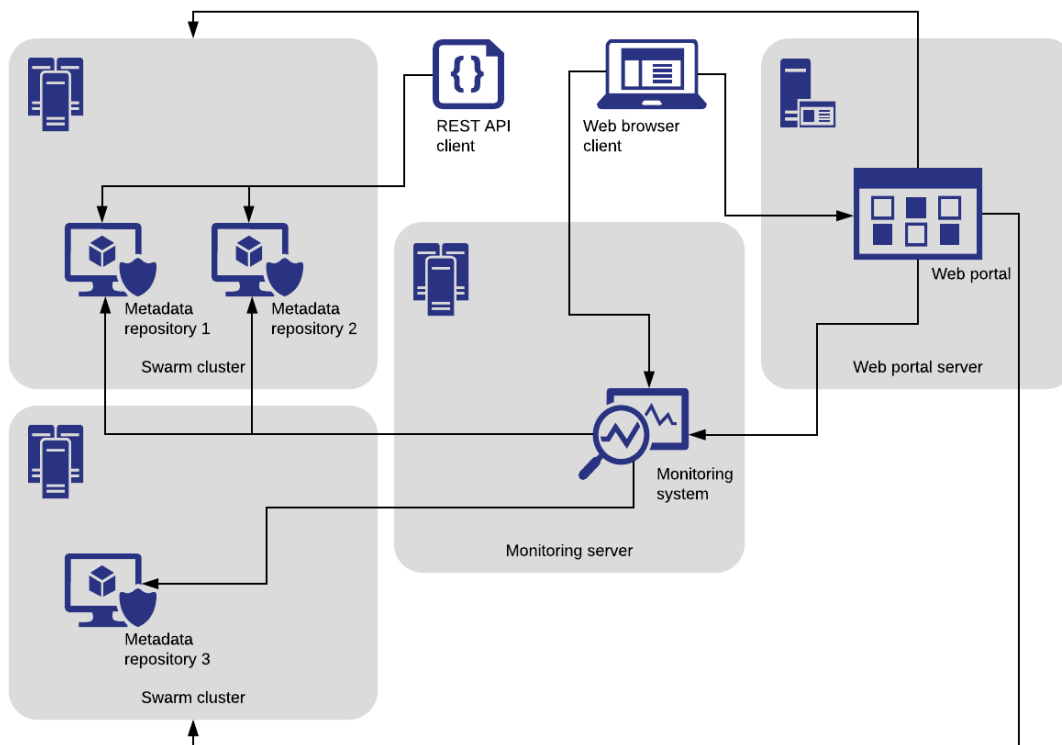 REST API
client
Web browser
client
Web portal
Metadata
repository 1
Metadata
repository 2
Swarm cluster
Web portal server
Monitoring
system
Monitoring server
Metadata
repository 3
Swarm cluster